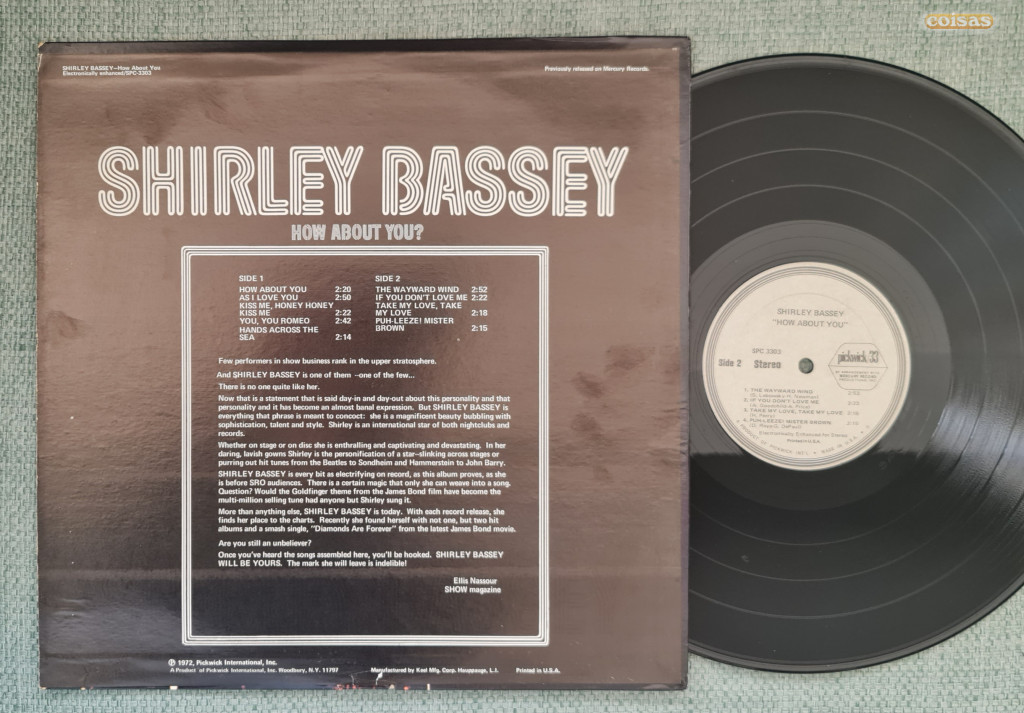 coisas
SHIRLEY BASSEY—How About You
Electronically enhanced/SPC-3303
Previously released on Mercury Records.
SHIRLEY BASSEY
HOW ABOUT YOU?
SIDE 1
HOW ABOUT YOU 2:20
AS I LOVE YOU 2:50
KISS ME, HONEY HONEY
KISS ME 2:22
YOU, YOU ROMEO 2:42
HANDS ACROSS THE
SEA 2:14
SIDE 2
THE WAYWARD WIND 2:52
IF YOU DON'T LOVE ME 2:22
TAKE MY LOVE, TAKE
MY LOVE 2:18
PUH-LEEZE! MISTER
BROWN 2:15
Few performers in show business rank in the upper stratosphere.
And SHIRLEY BASSEY is one of them --one of the few...
There is no one quite like her.
Now that is a statement that is said day-in and day-out about this personality and that
personality and it has become an almost banal expression. But SHIRLEY BASSEY is
everything that phrase is meant to concoct: she is a magnificent beauty bubbling with
sophistication, talent and style. Shirley is an international star of both nightclubs and
records.
Whether on stage or on disc she is enthralling and captivating and devastating. In her
daring, lavish gowns Shirley is the personification of a star-slinking across stages or
purring out hit tunes from the Beatles to Sondheim and Hammerstein to John Barry.
SHIRLEY BASSEY is every bit as electrifying on record, as this album proves, as she
is before SRO audiences. There is a certain magic that only she can weave into a song.
Question? Would the Goldfinger theme from the James Bond film have become the
multi-million selling tune had anyone but Shirley sung it.
More than anything else, SHIRLEY BASSEY is today. With each record release, she
finds her place to the charts. Recently she found herself with not one, but two hit
albums and a smash single, "Diamonds Are Forever" from the latest James Bond movie.
Are you still an unbeliever?
Once you've heard the songs assembled here, you'll be hooked. SHIRLEY BASSEY
WILL BE YOURS. The mark she will leave is indelible!
Ellis Nassour
SHOW magazine
℗ 1972, Pickwick International, Inc.
A Product of Pickwick International, Inc. Woodbury, N.Y. 11797
Manufactured by Keel Mfg. Corp. Hauppauge, L.I.
Printed in U.S.A.
SHIRLEY BASSEY
"HOW ABOUT YOU"
SPC 3303
Side 2 Stereo
pickwick 33
1. THE WAYWARD WIND 2:52
2. IF YOU DON'T LOVE ME 2:22
3. TAKE MY LOVE, TAKE MY LOVE 2:18
4. PUH-LEEZE! MISTER BROWN 2:15
Electronically Enhanced for Stereo
Printed in U.S.A.